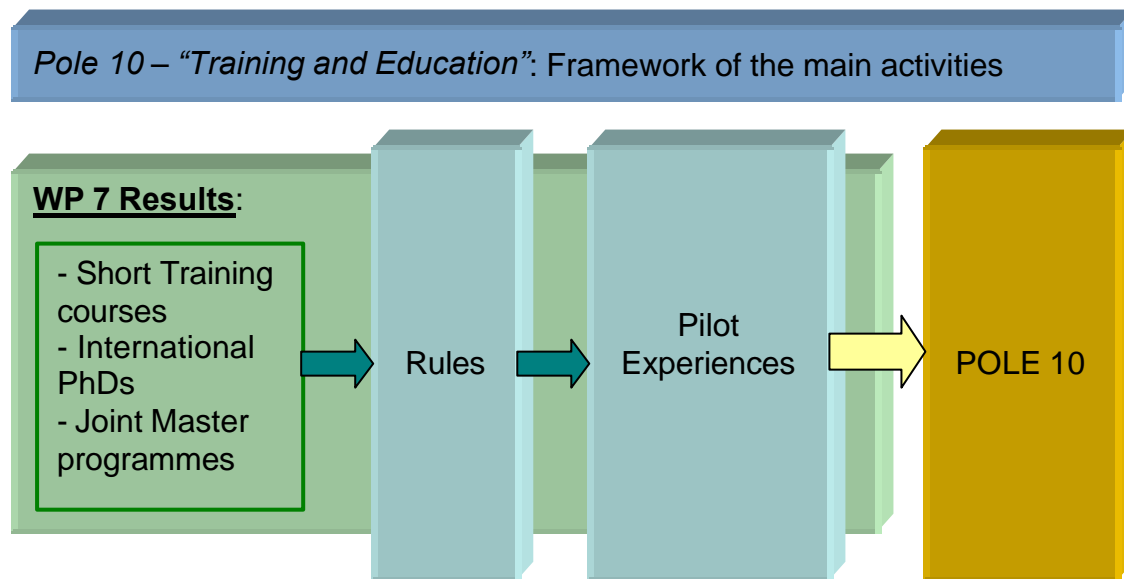 Pole 10 – “Training and Education”: Framework of the main activities
WP 7 Results:
- Short Training
courses
- International
PhDs
- Joint Master
programmes
Rules
Pilot
Experiences
POLE 10